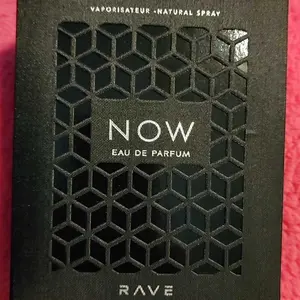 VAPORISATEUR - NATURAL SPRAY
NOW
EAU DE PARFUM
RAVE